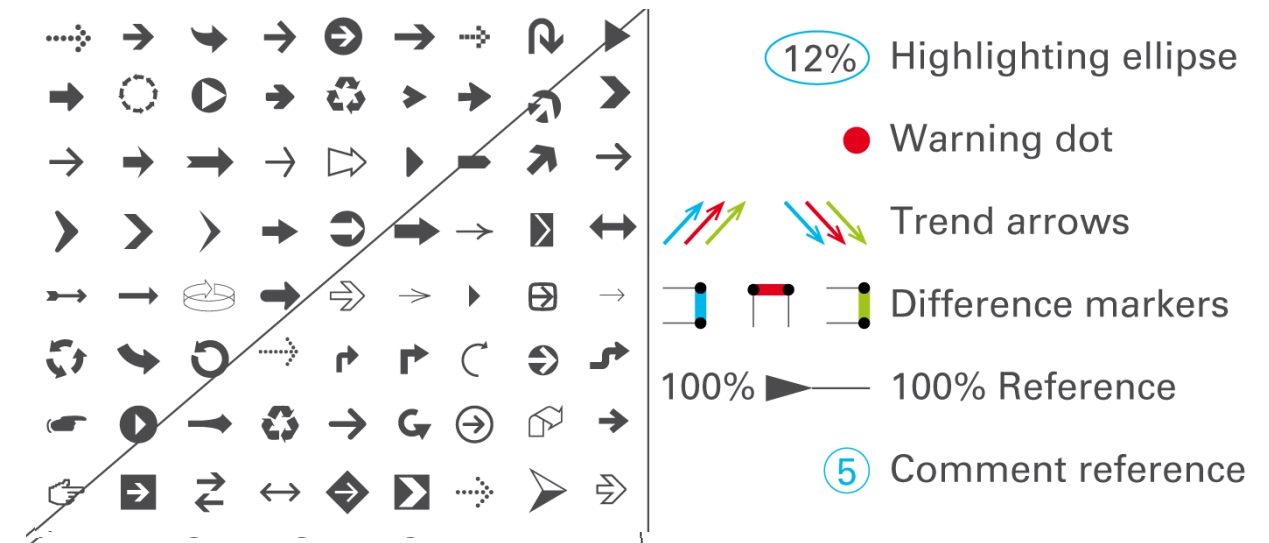 12% Highlighting ellipse
Warning dot
Trend arrows
Difference markers
100% 100% Reference
5 Comment reference